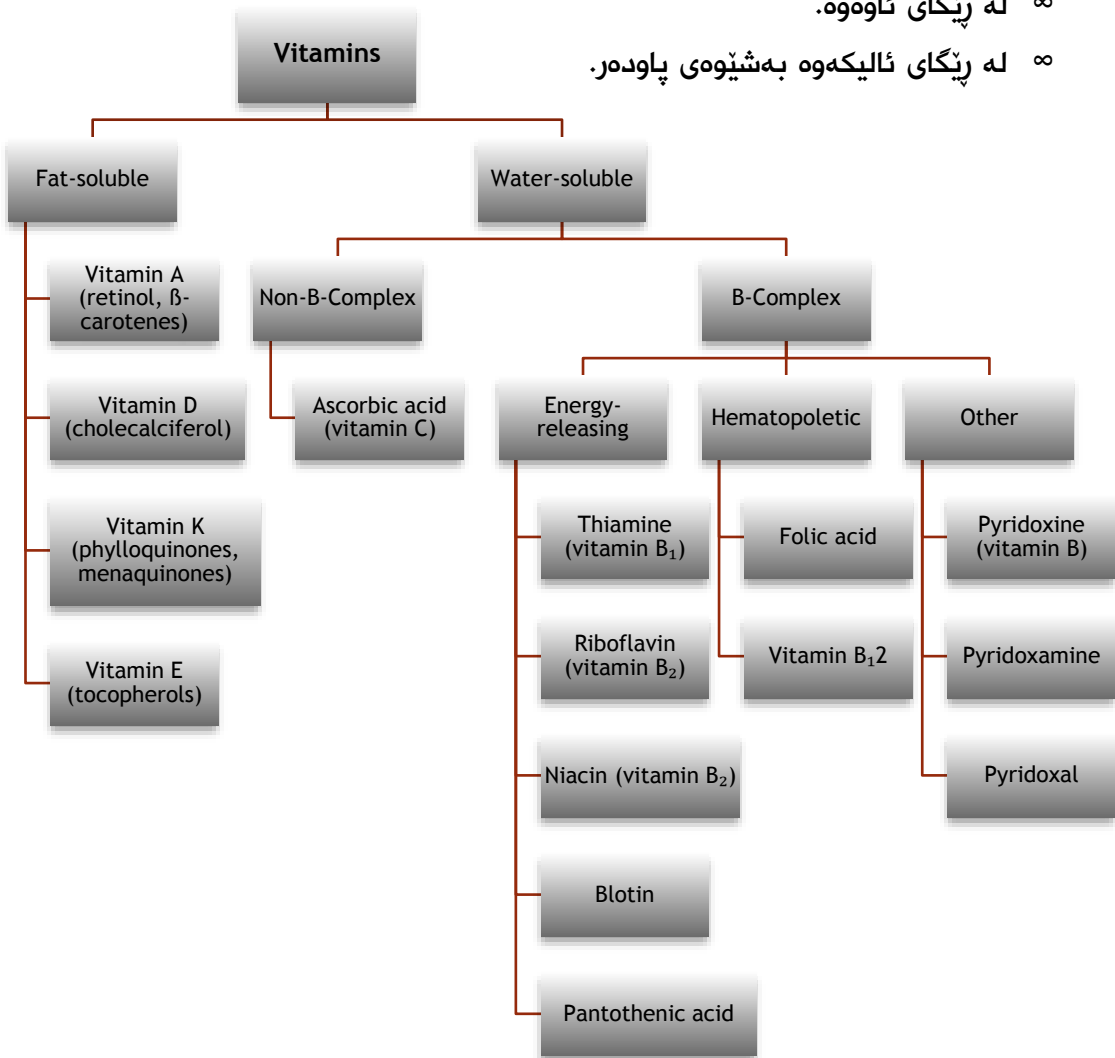 ∞ لە ڕێگای ئاوەوە.
∞ لە ڕێگای ئالیکەوە بەشێوەی پاودەر.
Vitamins
Fat-soluble
Vitamin A
(retinol, ß-
carotenes)
Vitamin D
(cholecalciferol)
Vitamin K
(phylloquinones,
menaquinones)
Vitamin E
(tocopherols)
Water-soluble
Non-B-Complex
Ascorbic acid
(vitamin C)
B-Complex
Energy-
releasing
Thiamine
(vitamin B₁)
Riboflavin
(vitamin B₂)
Niacin (vitamin B₂)
Blotin
Pantothenic acid
Hematopoletic
Folic acid
Vitamin B₁2
Other
Pyridoxine
(vitamin B)
Pyridoxamine
Pyridoxal